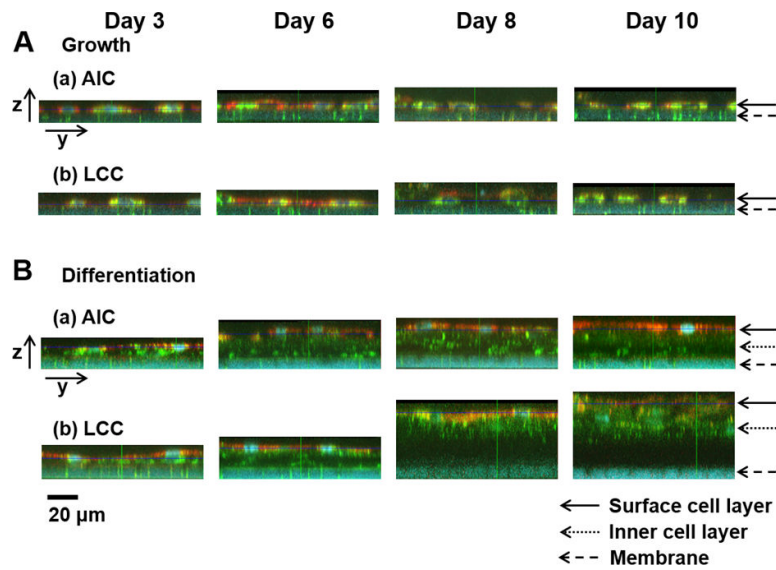 Day 3 Day 6 Day 8 Day 10
A Growth
(a) AIC
z
y
(b) LCC
B Differentiation
(a) AIC
z
y
(b) LCC
20 µm
Surface cell layer
Inner cell layer
Membrane